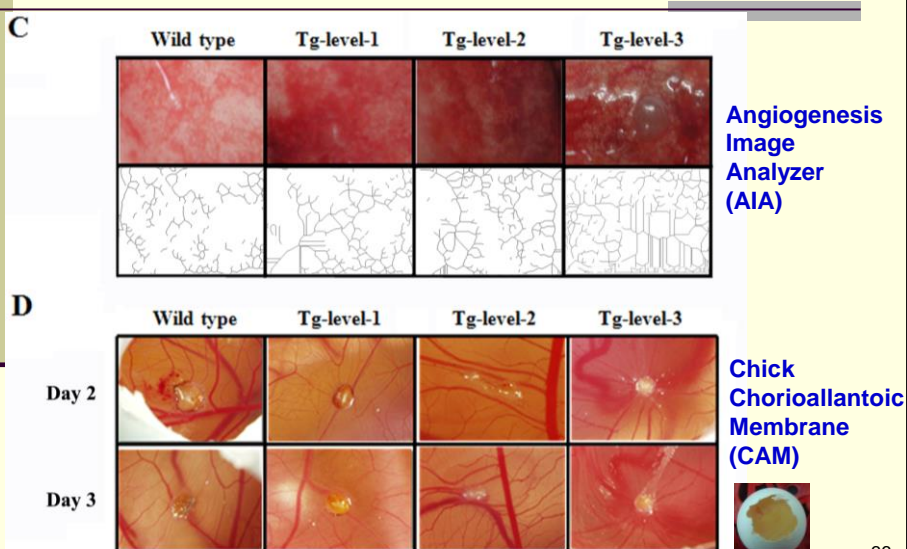 C
Wild type Tg-level-1 Tg-level-2 Tg-level-3
Angiogenesis
Image
Analyzer
(AIA)
D
Wild type Tg-level-1 Tg-level-2 Tg-level-3
Day 2
Chick
Chorioallantoic
Membrane
(CAM)
Day 3